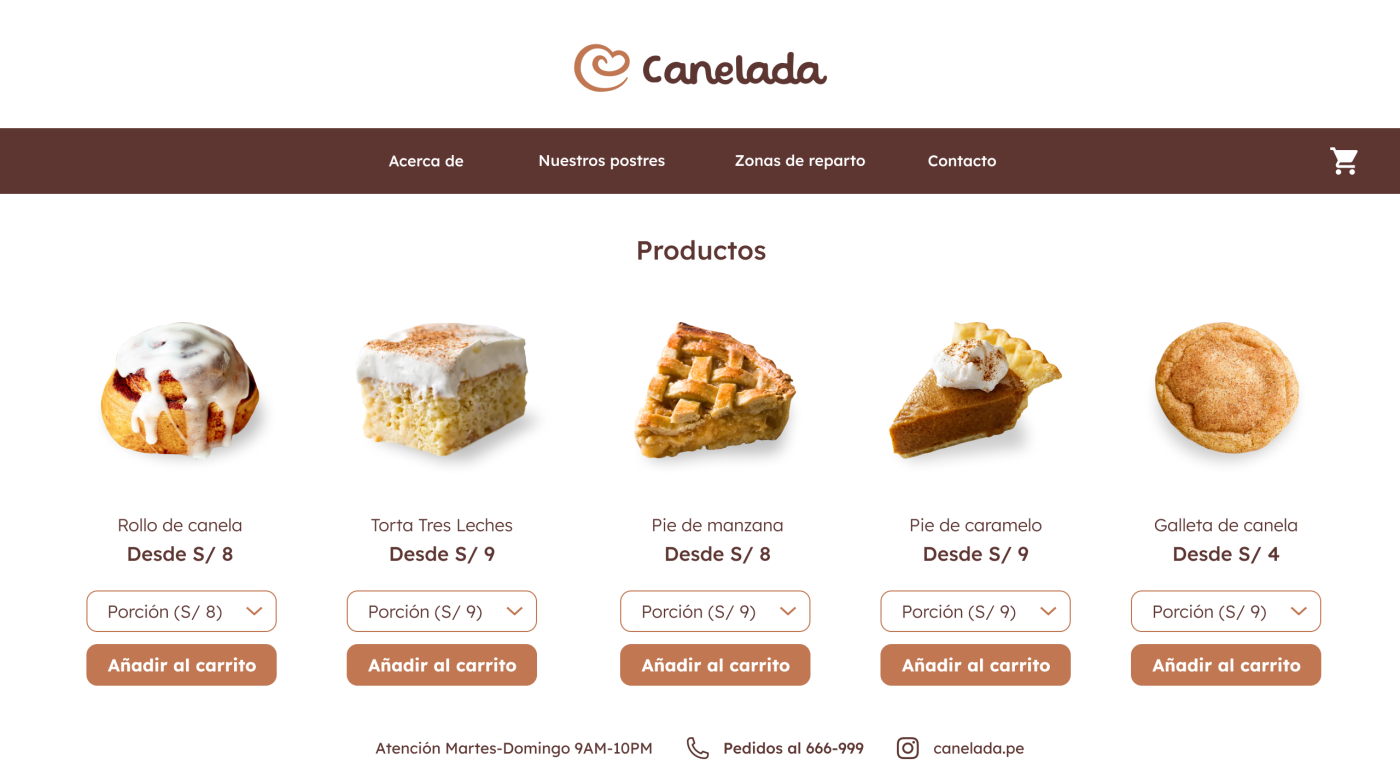 Canelada
Acerca de
Nuestros postres
Zonas de reparto
Contacto
Productos
Rollo de canela
Desde S/ 8
Porción (S/ 8)
Añadir al carrito
Torta Tres Leches
Desde S/ 9
Porción (S/ 9)
Añadir al carrito
Pie de manzana
Desde S/ 8
Porción (S/ 9)
Añadir al carrito
Pie de caramelo
Desde S/ 9
Porción (S/ 9)
Añadir al carrito
Galleta de canela
Desde S/ 4
Porción (S/ 9)
Añadir al carrito
Atención Martes-Domingo 9AM-10PM
Pedidos al 666-999
canelada.pe